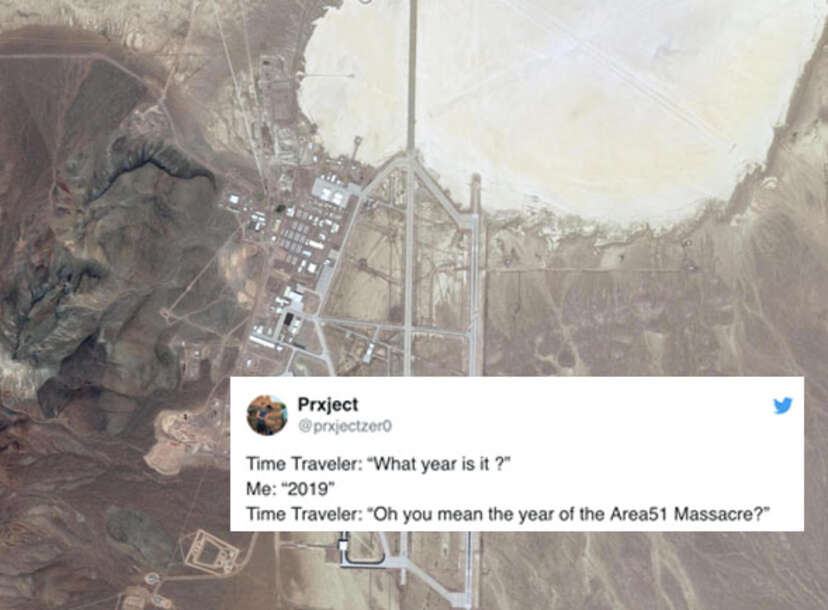 Prxject
@prxjectzer0
Time Traveler: “What year is it ?”
Me: “2019”
Time Traveler: “Oh you mean the year of the Area51 Massacre?”